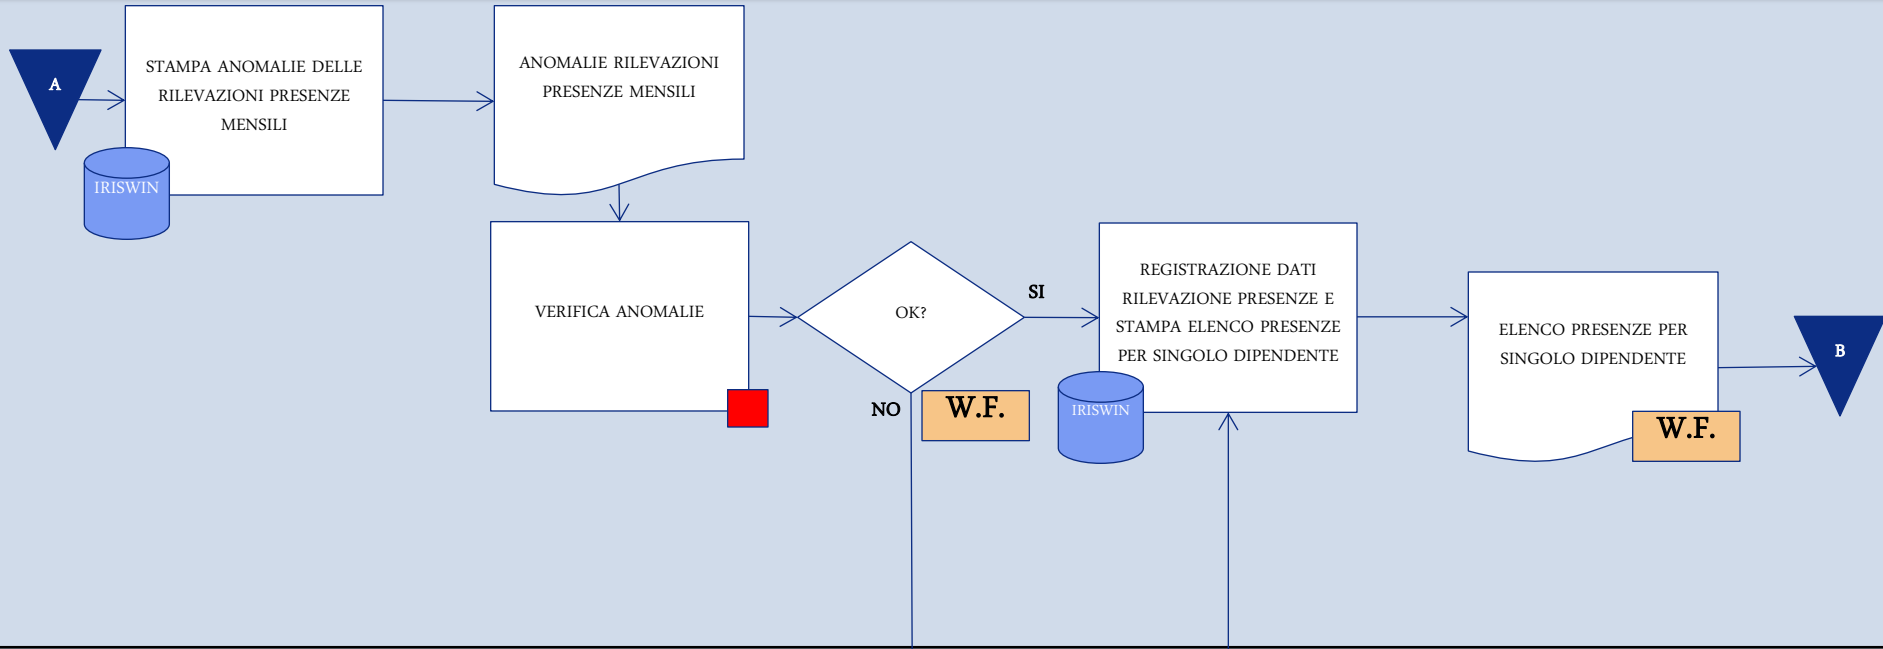 A
STAMPA ANOMALIE DELLE
RILEVAZIONI PRESENZE
MENSILI
IRISWIN
ANOMALIE RILEVAZIONI
PRESENZE MENSILI
VERIFICA ANOMALIE
OK?
SI
NO
W.F.
REGISTRAZIONE DATI
RILEVAZIONE PRESENZE E
STAMPA ELENCO PRESENZE
PER SINGOLO DIPENDENTE
IRISWIN
ELENCO PRESENZE PER
SINGOLO DIPENDENTE
W.F.
B